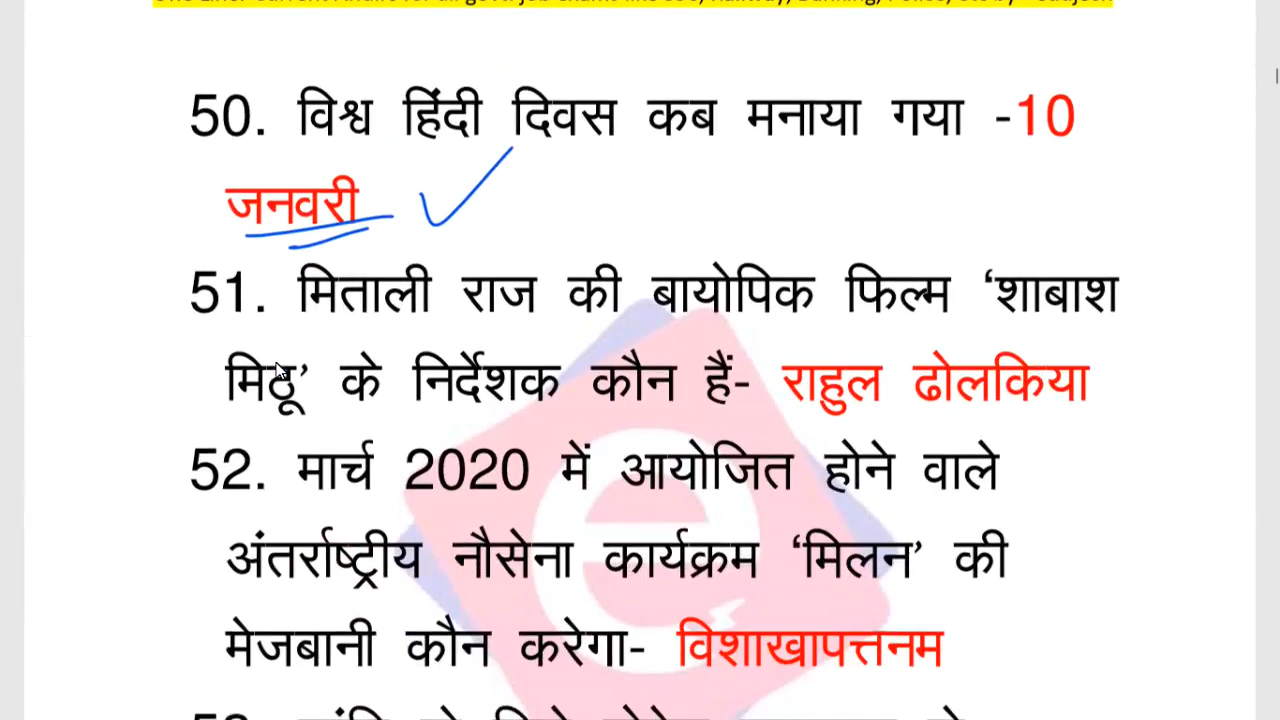 50. विश्व हिंदी दिवस कब मनाया गया -10
जनवरी
51. मिताली राज की बायोपिक फिल्म ‘शाबाश
मिठू’ के निर्देशक कौन हैं- राहुल ढोलकिया
52. मार्च 2020 में आयोजित होने वाले
अंतर्राष्ट्रीय नौसेना कार्यक्रम ‘मिलन’ की
मेजबानी कौन करेगा- विशाखापत्तनम
e